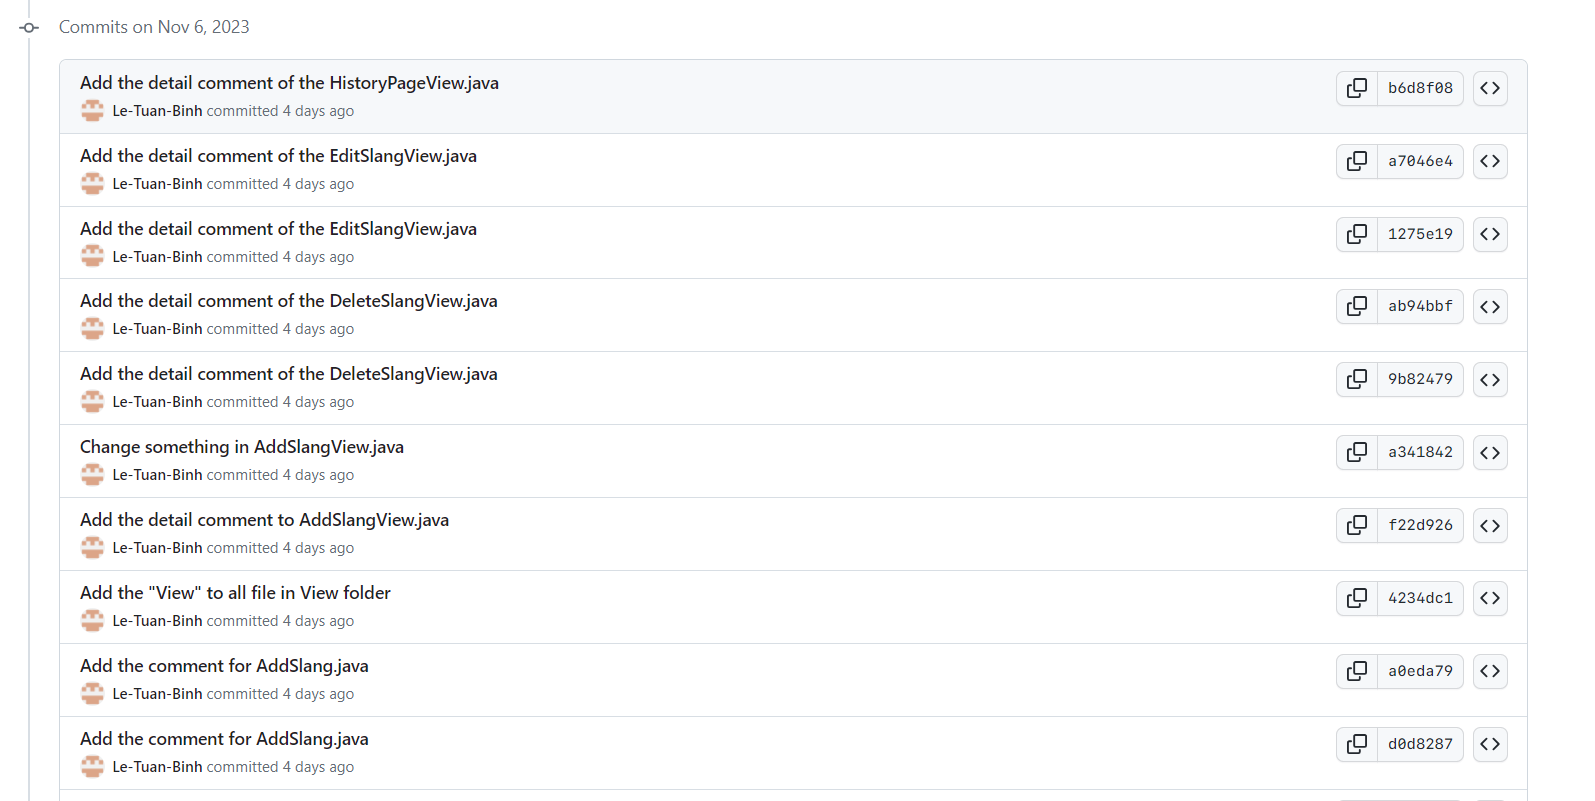 Commits on Nov 6, 2023
Add the detail comment of the HistoryPageView.java
b6d8f08
Le-Tuan-Binh committed 4 days ago
Add the detail comment of the EditSlangView.java
a7046e4
Le-Tuan-Binh committed 4 days ago
Add the detail comment of the EditSlangView.java
1275e19
Le-Tuan-Binh committed 4 days ago
Add the detail comment of the DeleteSlangView.java
ab94bbf
Le-Tuan-Binh committed 4 days ago
Add the detail comment of the DeleteSlangView.java
9b82479
Le-Tuan-Binh committed 4 days ago
Change something in AddSlangView.java
a341842
Le-Tuan-Binh committed 4 days ago
Add the detail comment to AddSlangView.java
f22d926
Le-Tuan-Binh committed 4 days ago
Add the "View" to all file in View folder
4234dc1
Le-Tuan-Binh committed 4 days ago
Add the comment for AddSlang.java
a0eda79
Le-Tuan-Binh committed 4 days ago
Add the comment for AddSlang.java
d0d8287
Le-Tuan-Binh committed 4 days ago